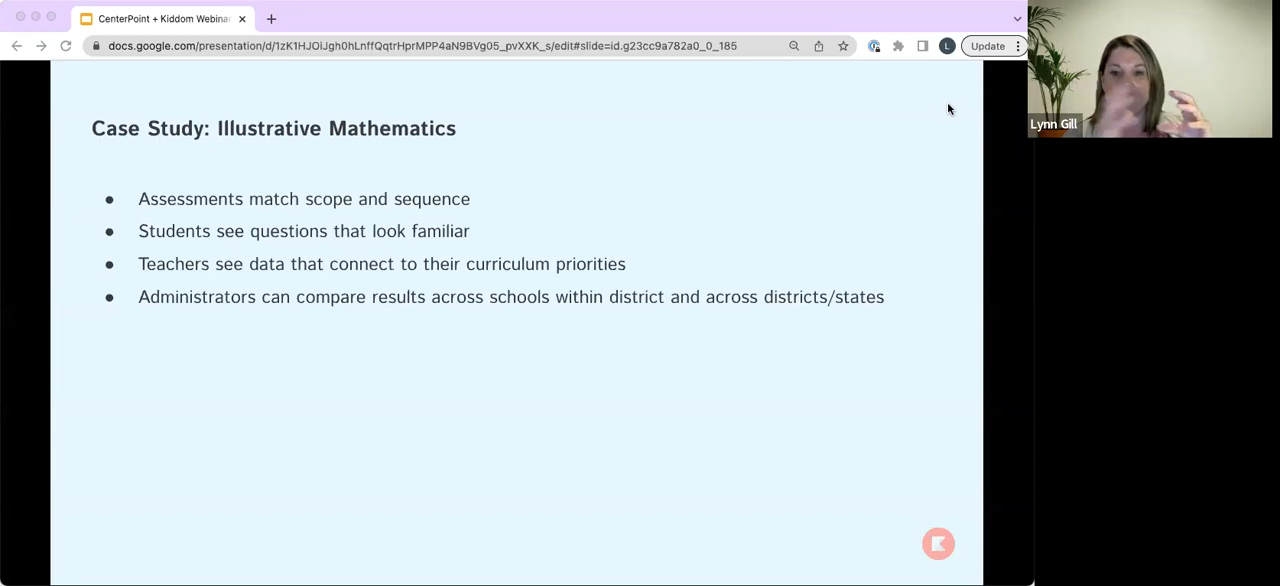 CenterPoint + Kiddom Webina
docs.google.com/presentation/d/1zK1HJOiJgh0hLnffQqtrHprMPP4aN9BVg05_pvXXK_s/edit#slide=id.g23cc9a782a0_0_185
L
Update
Lynn Gill
Case Study: Illustrative Mathematics
● Assessments match scope and sequence
● Students see questions that look familiar
● Teachers see data that connect to their curriculum priorities
● Administrators can compare results across schools within district and across districts/states